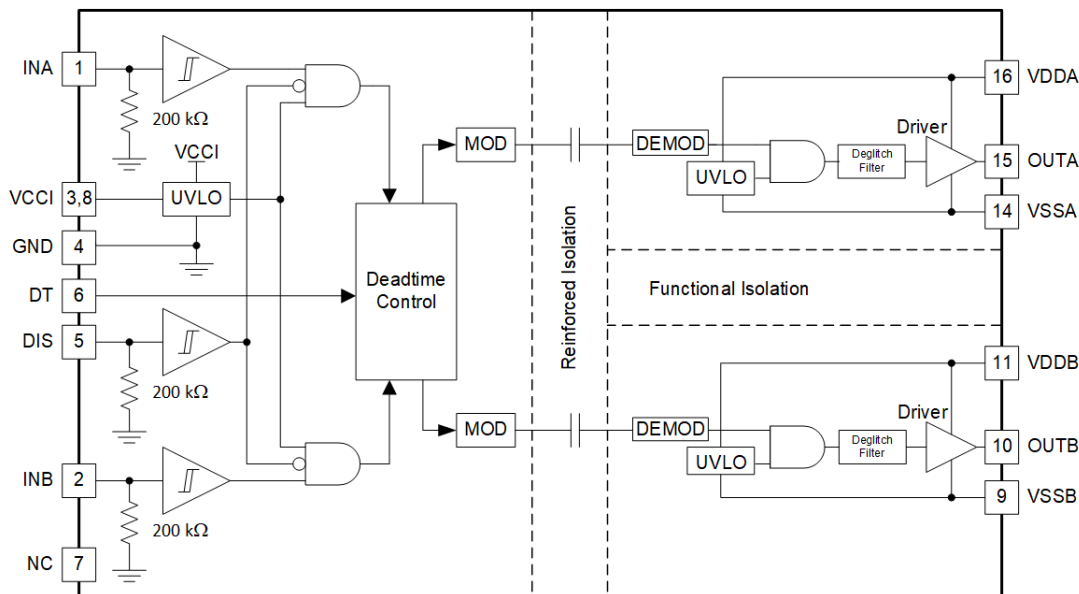 INA
1
200 kΩ
VCCI
VCCI
3,8
UVLO
GND
4
DT
6
DIS
5
200 kΩ
INB
2
200 kΩ
NC
7
Deadtime
Control
MOD
MOD
Reinforced Isolation
Functional Isolation
DEMOD
UVLO
Deglitch
Filter
Driver
16
VDDA
15
OUTA
14
VSSA
DEMOD
UVLO
Deglitch
Filter
Driver
11
VDDB
10
OUTB
9
VSSB